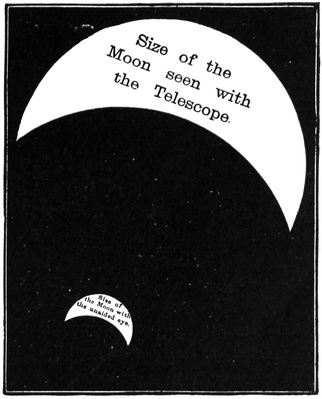 Size of the
Moon seen with
the Telescope.
Size of
the Moon with
the unaided eye.